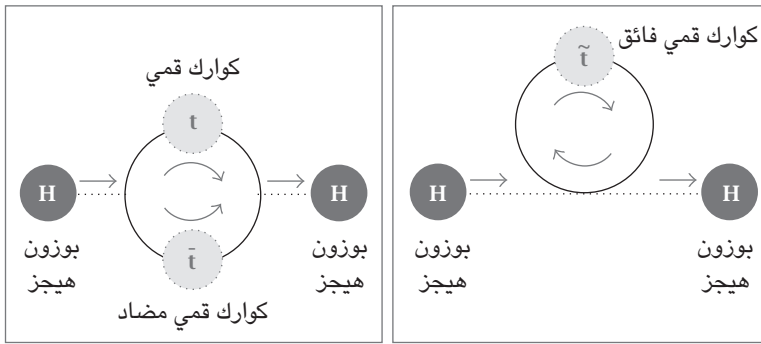 كوارك قمي
t
H
H
بوزون
هيجز
بوزون
هيجز
t̄
كوارك قمي مضاد
كوارك قمي فائق
t̃
H
H
بوزون
هيجز
بوزون
هيجز